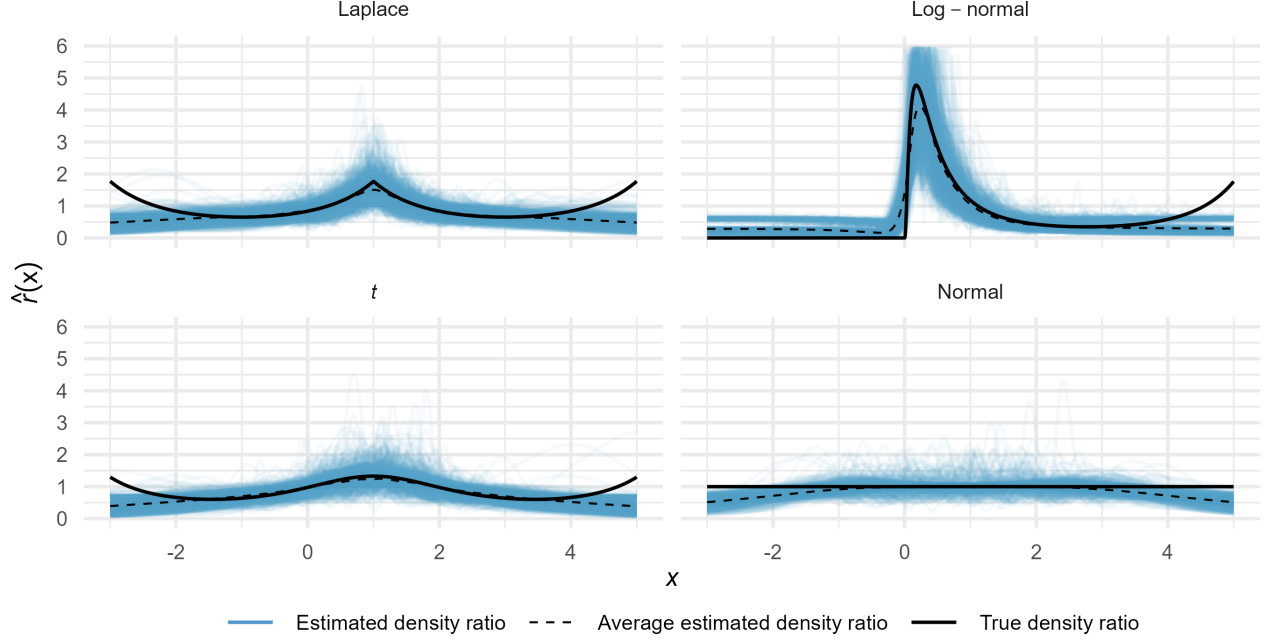 Laplace
Log – normal
6
5
4
3
2
1
0
r̂(x)
t
Normal
6
5
4
3
2
1
0
-2
0
2
4
-2
0
2
4
x
Estimated density ratio
Average estimated density ratio
True density ratio